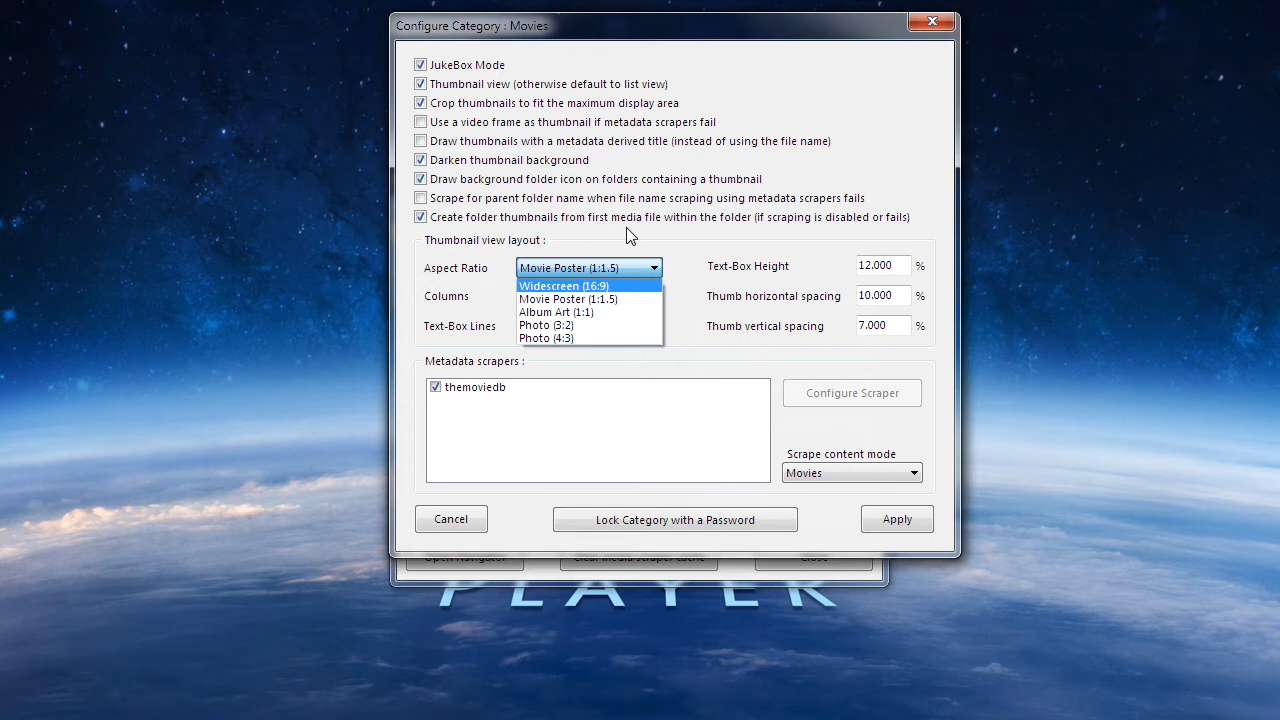 Configure Category : Movies
JukeBox Mode
Thumbnail view (otherwise default to list view)
Crop thumbnails to fit the maximum display area
Use a video frame as thumbnail if metadata scrapers fail
Draw thumbnails with a metadata derived title (instead of using the file name)
Darken thumbnail background
Draw background folder icon on folders containing a thumbnail
Scrape for parent folder name when file name scraping using metadata scrapers fails
Create folder thumbnails from first media file within the folder (if scraping is disabled or fails)
Thumbnail view layout :
Aspect Ratio
Movie Poster (1:1.5)
Widescreen (16:9)
Movie Poster (1:1.5)
Album Art (1:1)
Photo (3:2)
Photo (4:3)
Columns
Text-Box Lines
Text-Box Height 12.000 %
Thumb horizontal spacing 10.000 %
Thumb vertical spacing 7.000 %
Metadata scrapers :
themoviedb
Configure Scraper
Scrape content mode
Movies
Cancel
Lock Category with a Password
Apply
Open Navigator
Clear media scraper cache
Close
PLAYER